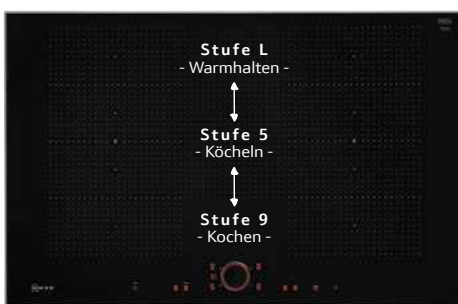 Stufe L
- Warmhalten -
Stufe 5
- Köcheln -
Stufe 9
- Kochen -